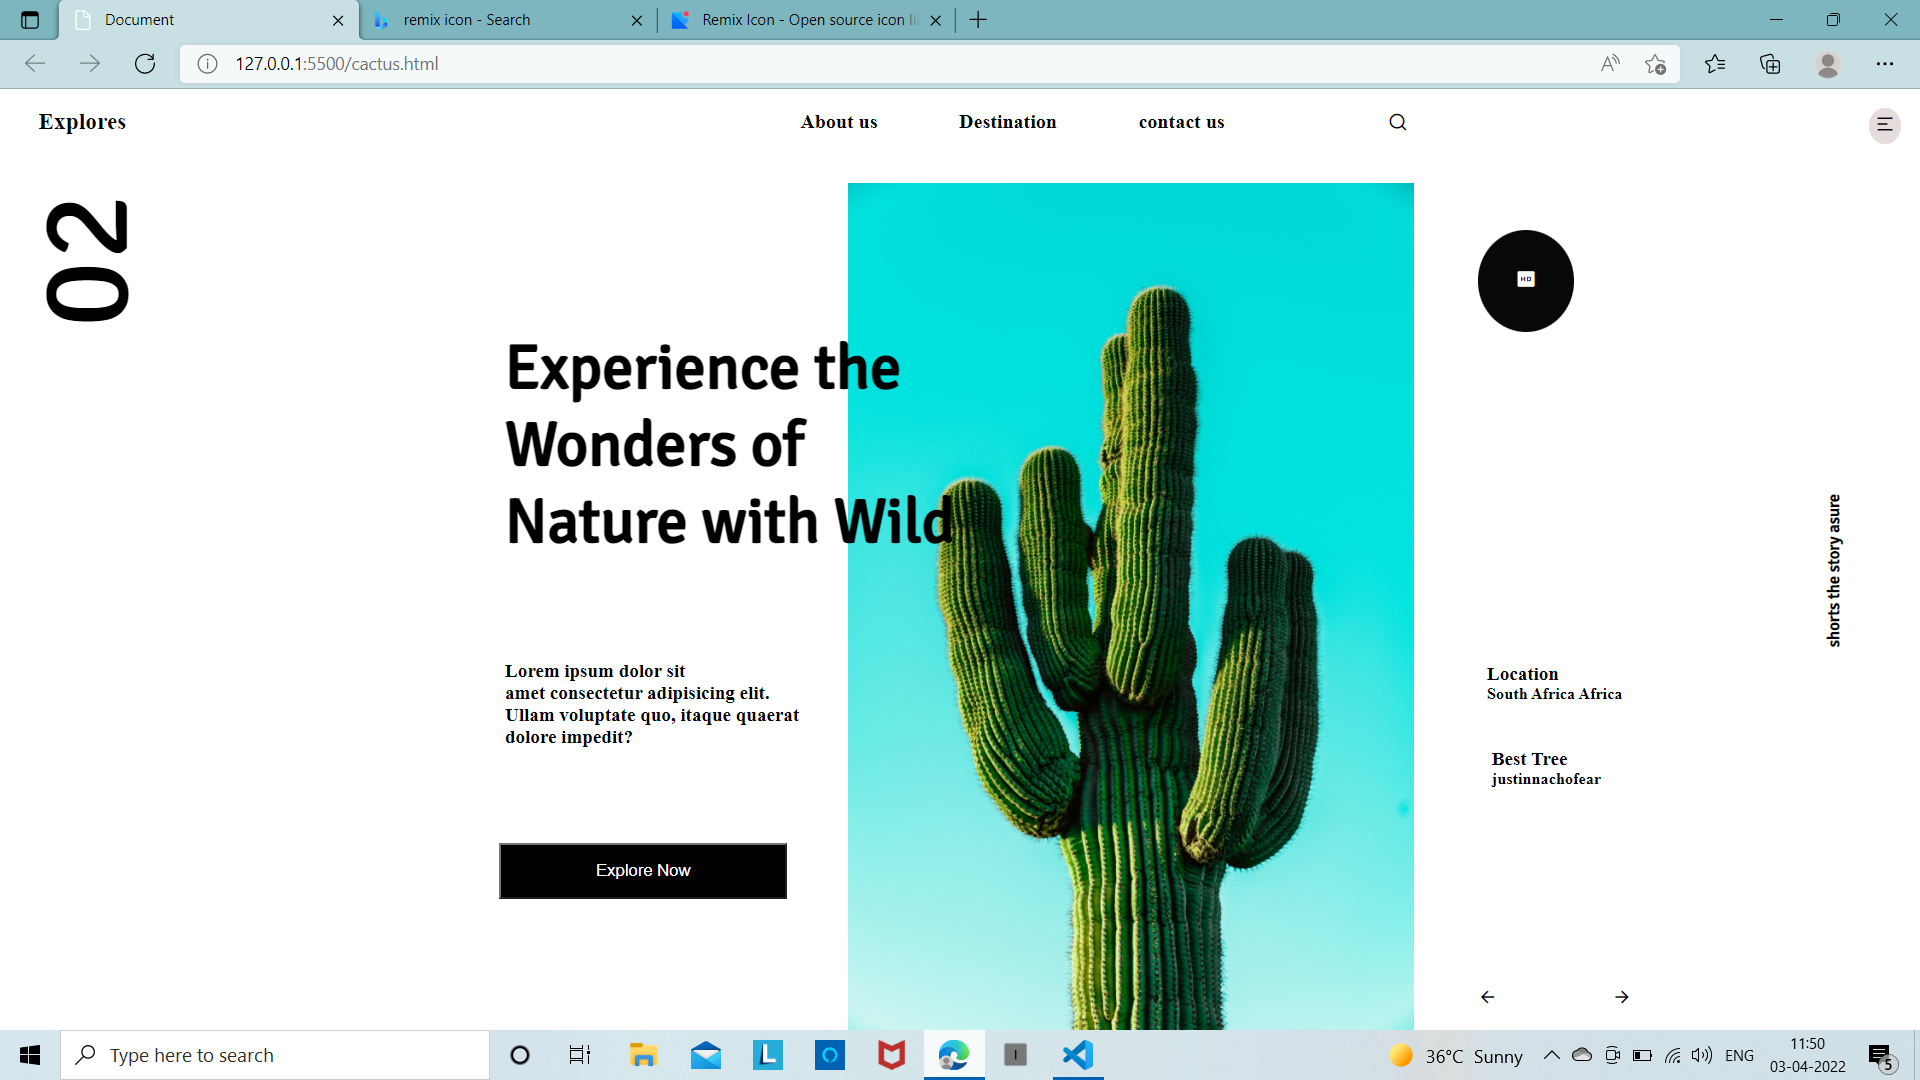 Document
remix icon - Search
Remix Icon - Open source icon li
127.0.0.1:5500/cactus.html
Explores
About us
Destination
contact us
02
HD
Experience the
Wonders of
Nature with Wild
shorts the story asure
Lorem ipsum dolor sit
amet consectetur adipisicing elit.
Ullam voluptate quo, itaque quaerat
dolore impedit?
Location
South Africa Africa
Best Tree
justinnachofear
Explore Now
Type here to search
L
I
36°C Sunny
ENG
11:50
03-04-2022
5